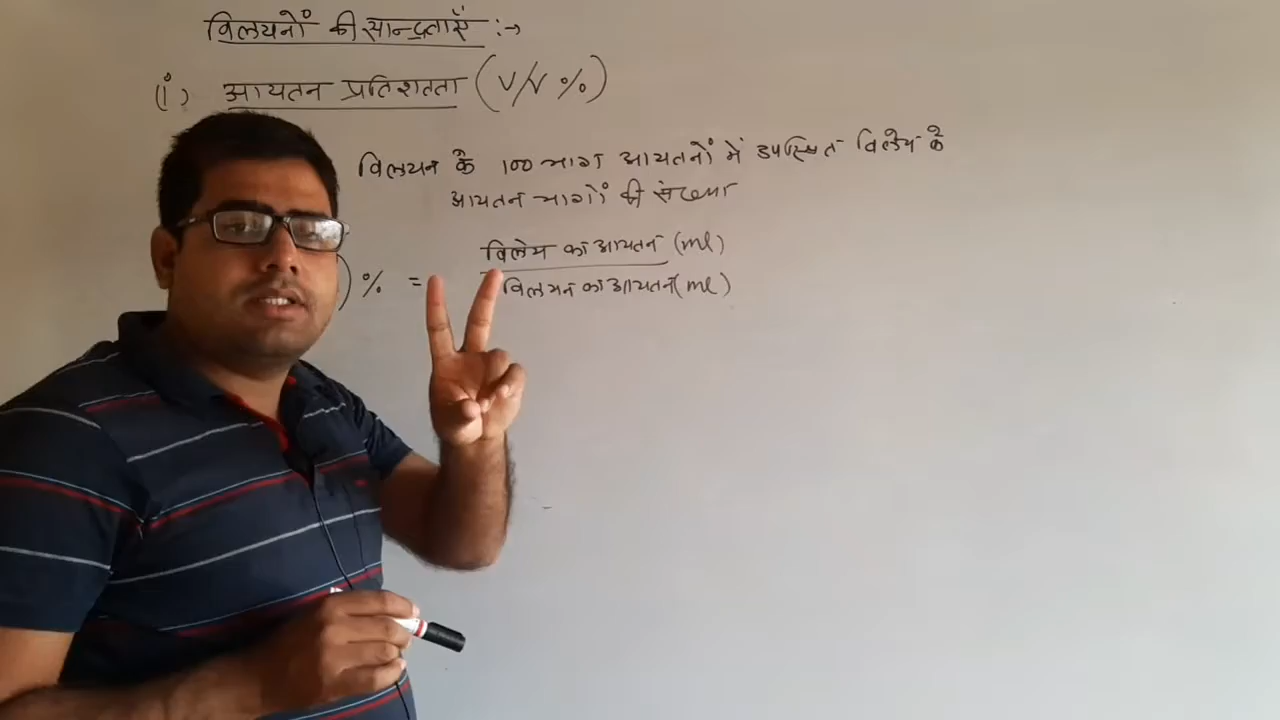 विलयनों की सान्द्रताएँ :→
(i) आयतन प्रतिशतता (V/V %)
विलयन के 100 भाग आयतनों में उपस्थित विलेय के
आयतन भागों की संख्या
विलेय का आयतन (ml)
) % =
विलयन का आयतन (ml)